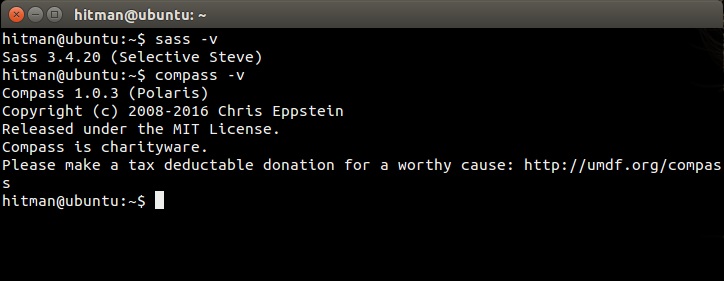 hitman@ubuntu: ~
hitman@ubuntu:~$ sass -v
Sass 3.4.20 (Selective Steve)
hitman@ubuntu:~$ compass -v
Compass 1.0.3 (Polaris)
Copyright (c) 2008-2016 Chris Eppstein
Released under the MIT License.
Compass is charityware.
Please make a tax deductable donation for a worthy cause: http://umdf.org/compas
s
hitman@ubuntu:~$